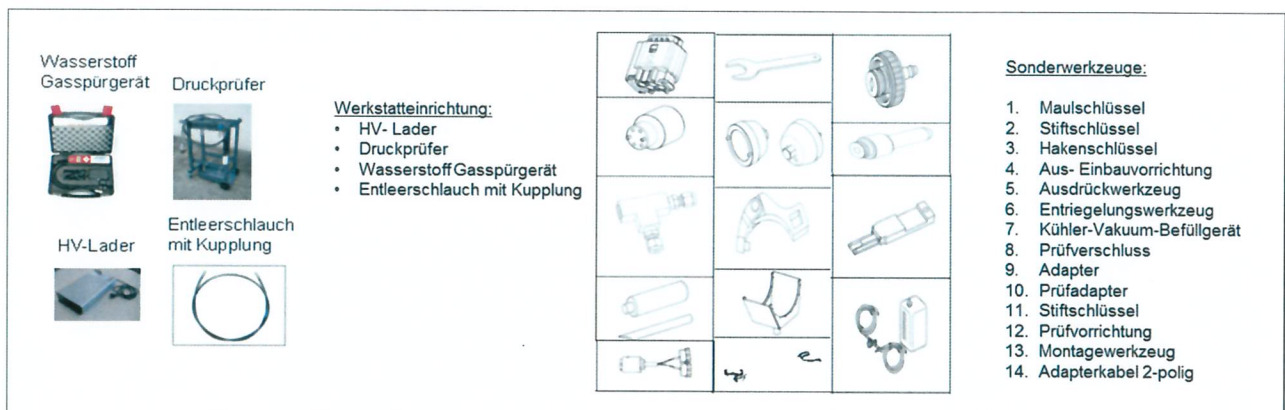 Wasserstoff
Gasspürgerät
Druckprüfer
HV-Lader
Entleerschlauch
mit Kupplung
Werkstatteinrichtung:
• HV- Lader
• Druckprüfer
• Wasserstoff Gasspürgerät
• Entleerschlauch mit Kupplung
Sonderwerkzeuge:
1. Maulschlüssel
2. Stiftschlüssel
3. Hakenschlüssel
4. Aus- Einbauvorrichtung
5. Ausdrückwerkzeug
6. Entriegelungswerkzeug
7. Kühler-Vakuum-Befüllgerät
8. Prüfverschluss
9. Adapter
10. Prüfadapter
11. Stiftschlüssel
12. Prüfvorrichtung
13. Montagewerkzeug
14. Adapterkabel 2-polig